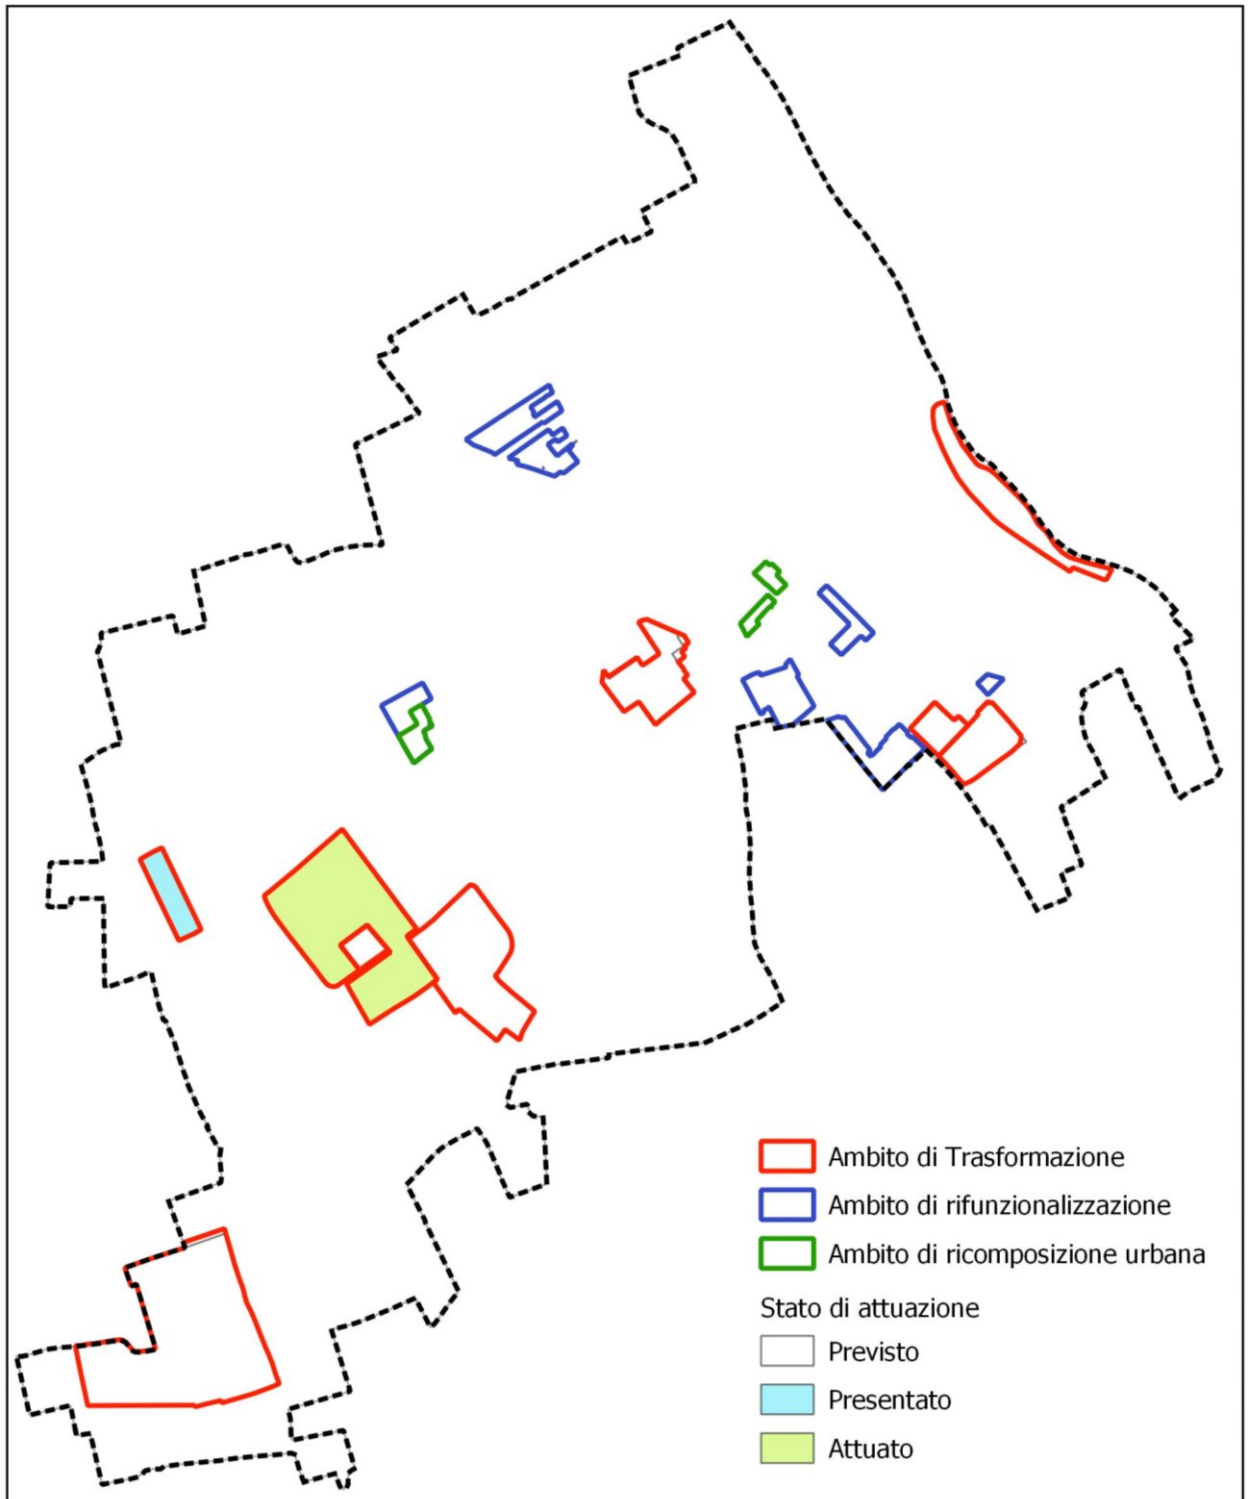 Ambito di Trasformazione
Ambito di rifunzionalizzazione
Ambito di ricomposizione urbana
Stato di attuazione
Previsto
Presentato
Attuato